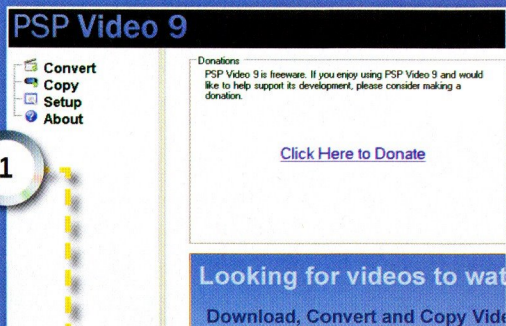 PSP Video 9
Convert
Copy
Setup
About
1
Donations
PSP Video 9 is freeware. If you enjoy using PSP Video 9 and would
like to help support its development, please consider making a
donation.
Click Here to Donate
Looking for videos to wat
Download, Convert and Copy Vide